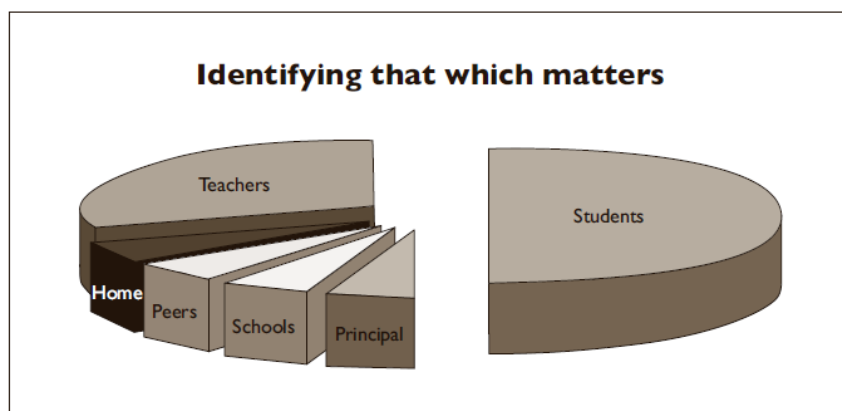 Identifying that which matters
Teachers
Students
Home
Peers
Schools
Principal